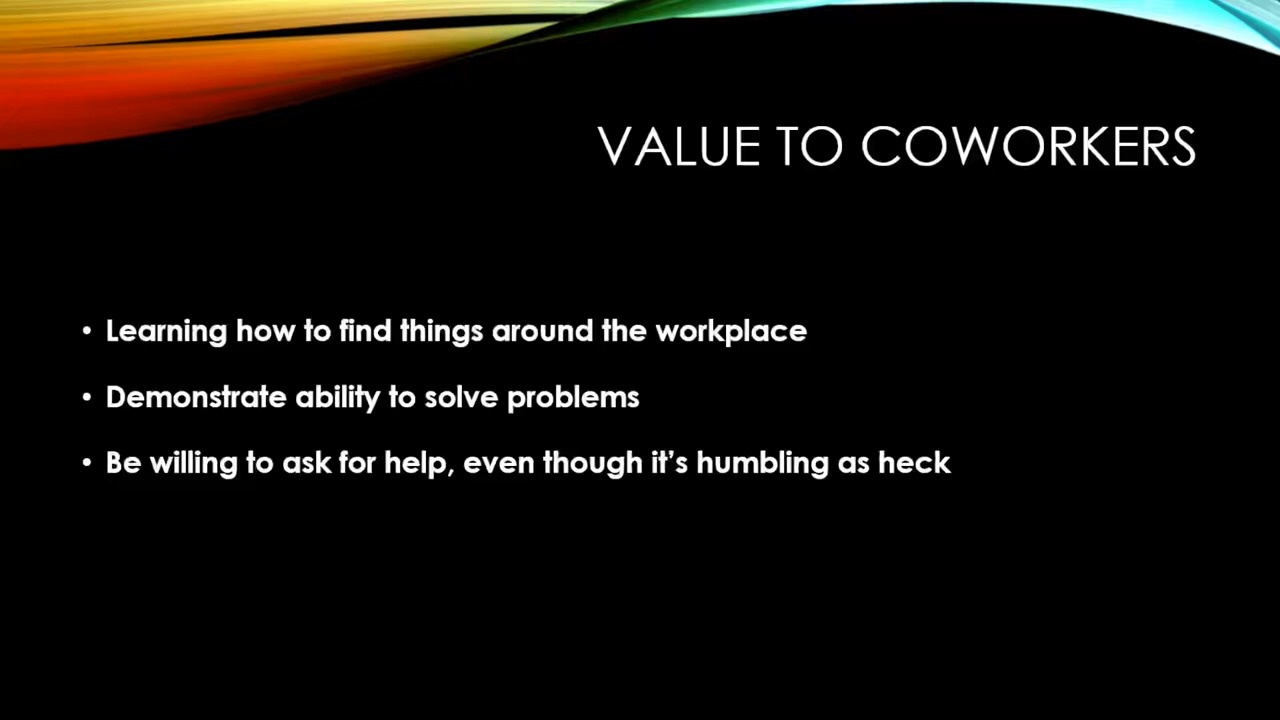 VALUE TO COWORKERS
• Learning how to find things around the workplace
• Demonstrate ability to solve problems
• Be willing to ask for help, even though it’s humbling as heck